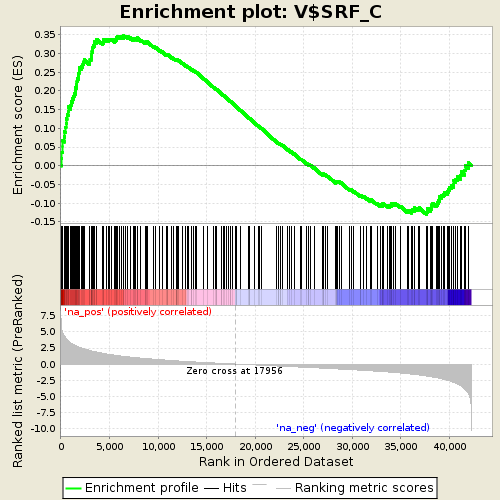 Enrichment plot: V$SRF_C
Enrichment score (ES)
0.35
0.30
0.25
0.20
0.15
0.10
0.05
0.00
-0.05
-0.10
-0.15
'na_pos' (positively correlated)
Ranked list metric (PreRanked)
7.5
5.0
2.5
0.0
-2.5
-5.0
-7.5
-10.0
Zero cross at 17956
'na_neg' (negatively correlated)
0
5,000
10,000
15,000
20,000
25,000
30,000
35,000
40,000
Rank in Ordered Dataset
Enrichment profile
Hits
Ranking metric scores